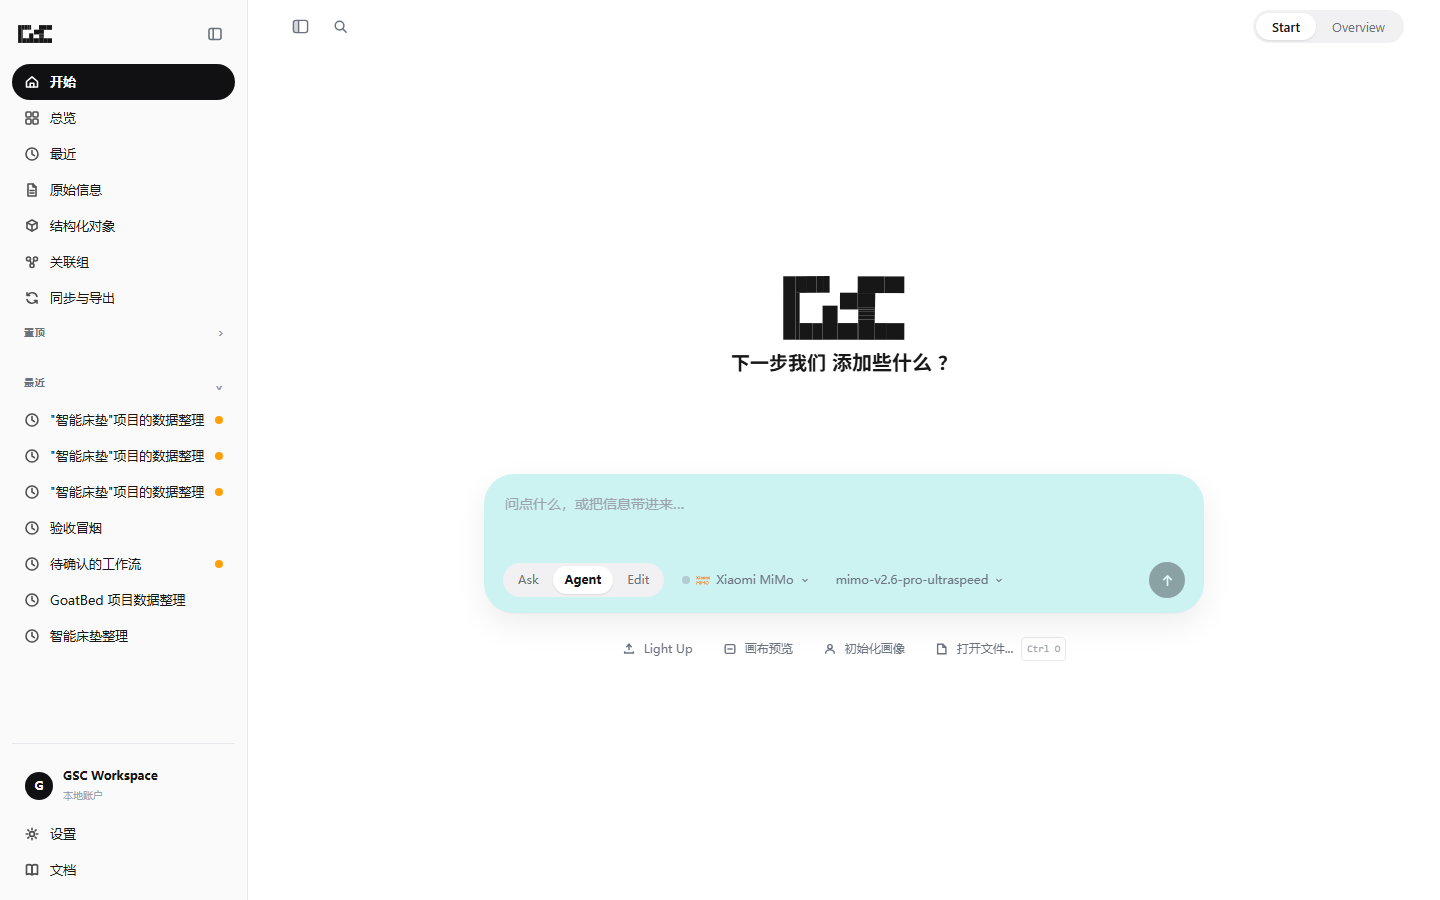 GSC
开始
总览
最近
原始信息
结构化对象
关联组
同步与导出
置顶
最近
"智能床垫"项目的数据整理
"智能床垫"项目的数据整理
"智能床垫"项目的数据整理
验收冒烟
待确认的工作流
GoatBed 项目数据整理
智能床垫整理
G
GSC Workspace
本地账户
设置
文档
Start Overview
GSC
下一步我们 添加些什么？
问点什么，或把信息带进来...
Ask Agent Edit Xiaomi MiMo mimo-v2.6-pro-ultraspeed
Light Up 画布预览 初始化画像 打开文件... Ctrl O